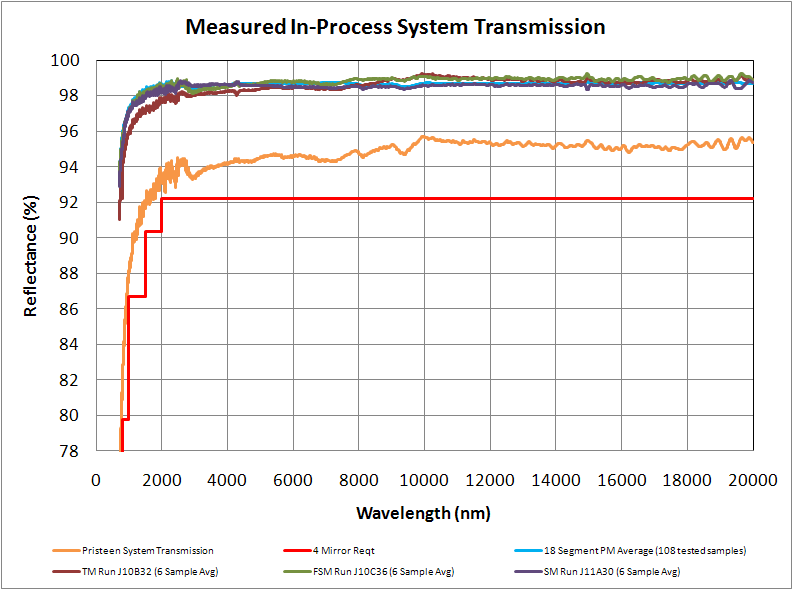 Measured In-Process System Transmission
Reflectance (%)
100
98
96
94
92
90
88
86
84
82
80
78
0 2000 4000 6000 8000 10000 12000 14000 16000 18000 20000
Wavelength (nm)
Pristeen System Transmission 4 Mirror Reqt 18 Segment PM Average (108 tested samples)
TM Run J10B32 (6 Sample Avg) FSM Run J10C36 (6 Sample Avg) SM Run J11A30 (6 Sample Avg)